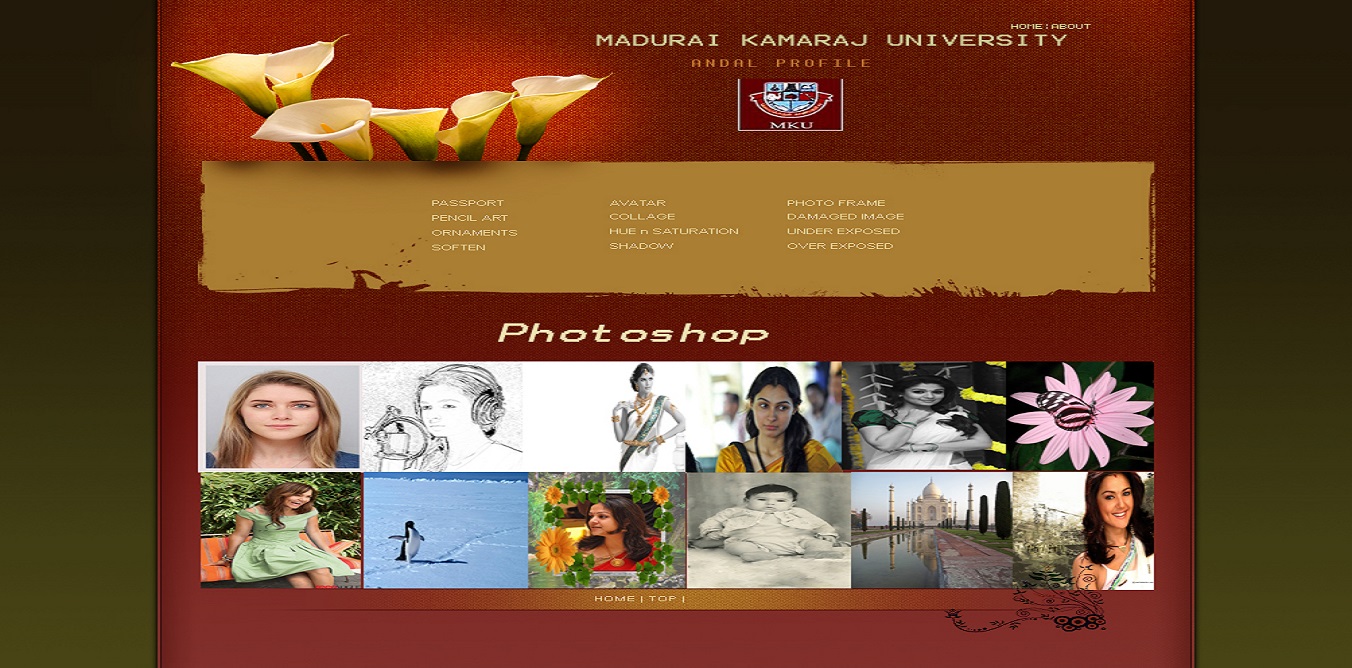 HOME : ABOUT
MADURAI KAMARAJ UNIVERSITY
ANDAL PROFILE
MKU
PASSPORT
PENCIL ART
ORNAMENTS
SOFTEN
AVATAR
COLLAGE
HUE n SATURATION
SHADOW
PHOTO FRAME
DAMAGED IMAGE
UNDER EXPOSED
OVER EXPOSED
Photoshop
HOME | TOP |